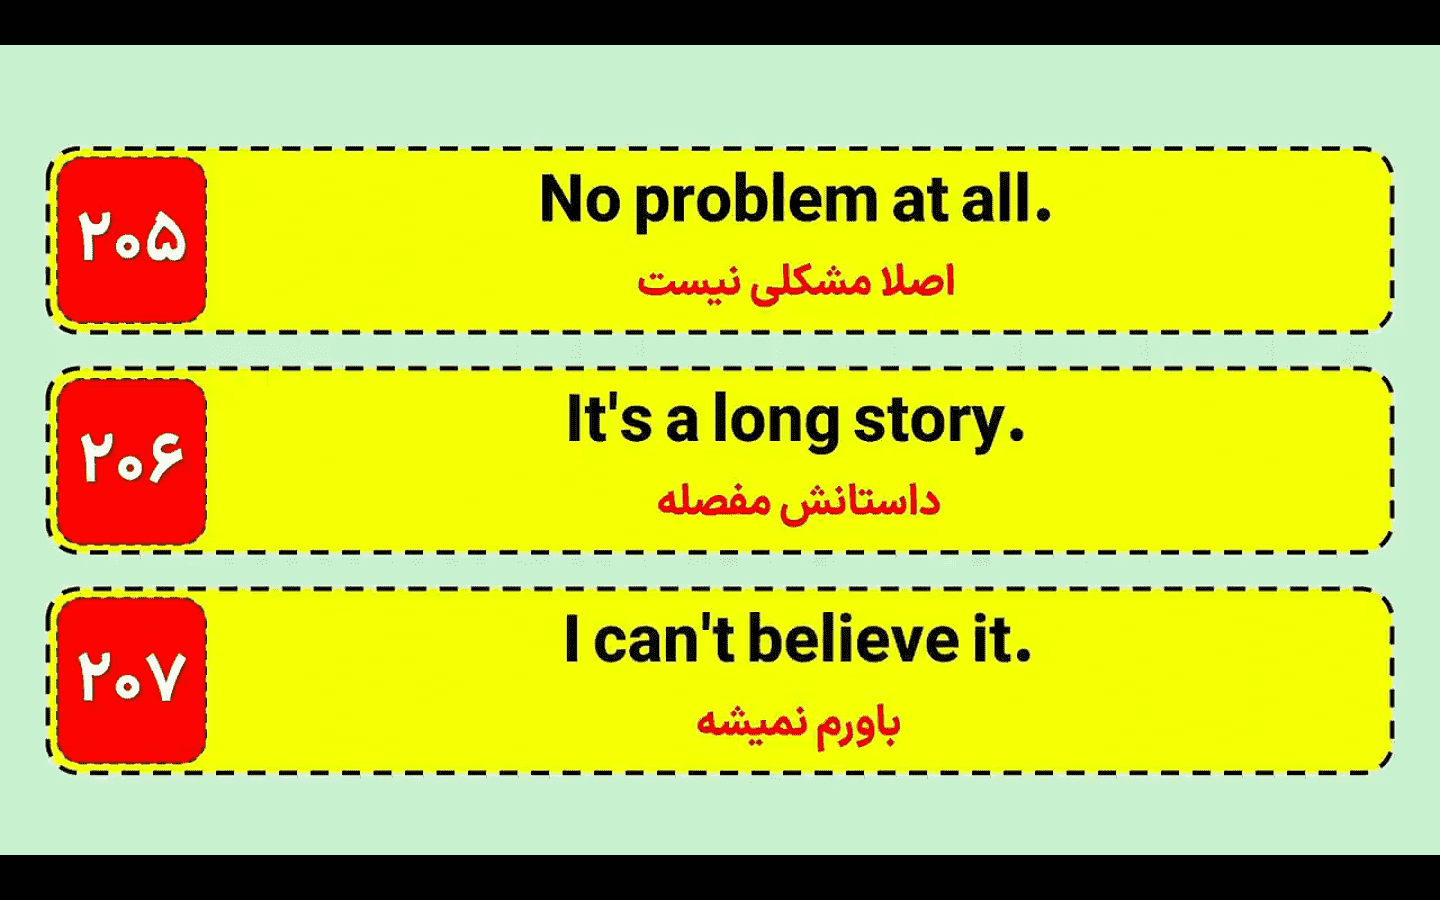 ۲۰۵
No problem at all.
اصلا مشکلی نیست
۲۰۶
It's a long story.
داستانش مفصله
۲۰۷
I can't believe it.
باورم نمیشه